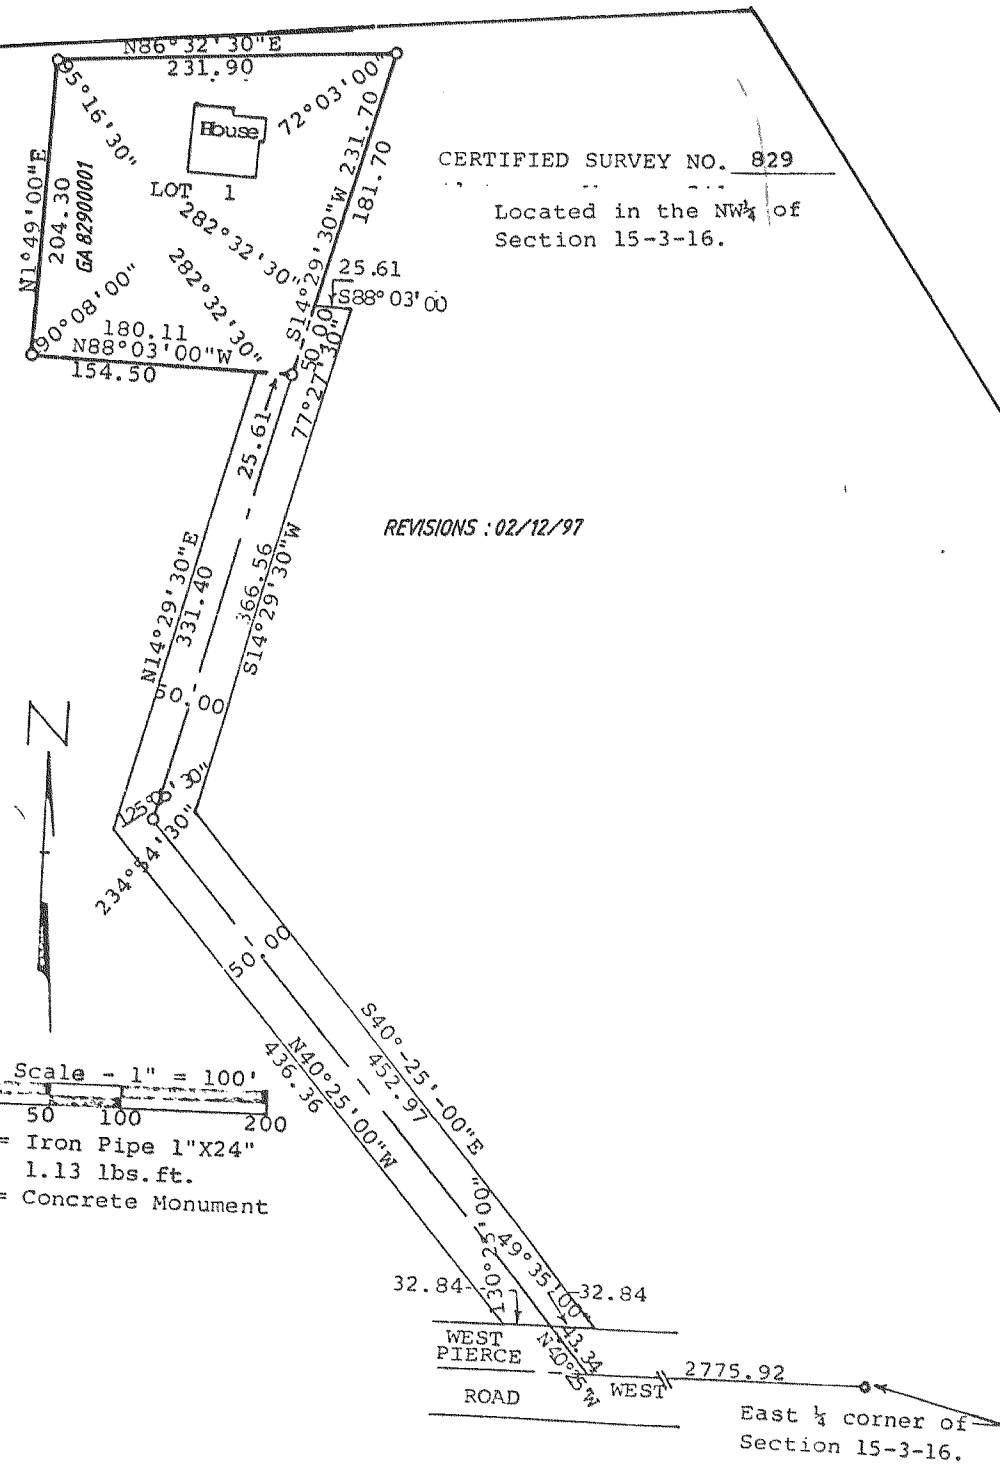 N86°32'30"E
231.90
95°16'30"
72°03'00"
House
LOT 1
N1°49'00"E
204.30
GA 82900001
282°32'30"
282°32'30"
90°08'00"
180.11
N88°03'00"W
154.50
S14°29'30"W 231.70
181.70
CERTIFIED SURVEY NO. 829
Located in the NW¼ of
Section 15-3-16.
25.61
S88°03'00
50.00
77°27'30"
25.61
REVISIONS : 02/12/97
N14°29'30"E
331.40
366.56
S14°29'30"W
50.00
234°34'30"
50.00
S40°-25'-00"E
452.97
N40°25'00"W
436.36
N
Scale - 1" = 100'
50 100 200
= Iron Pipe 1"X24"
1.13 lbs.ft.
= Concrete Monument
130°25'00"
49°35'00"
32.84
32.84
43.34
N40°25'W
WEST
PIERCE
ROAD
WEST
2775.92
East ¼ corner of
Section 15-3-16.